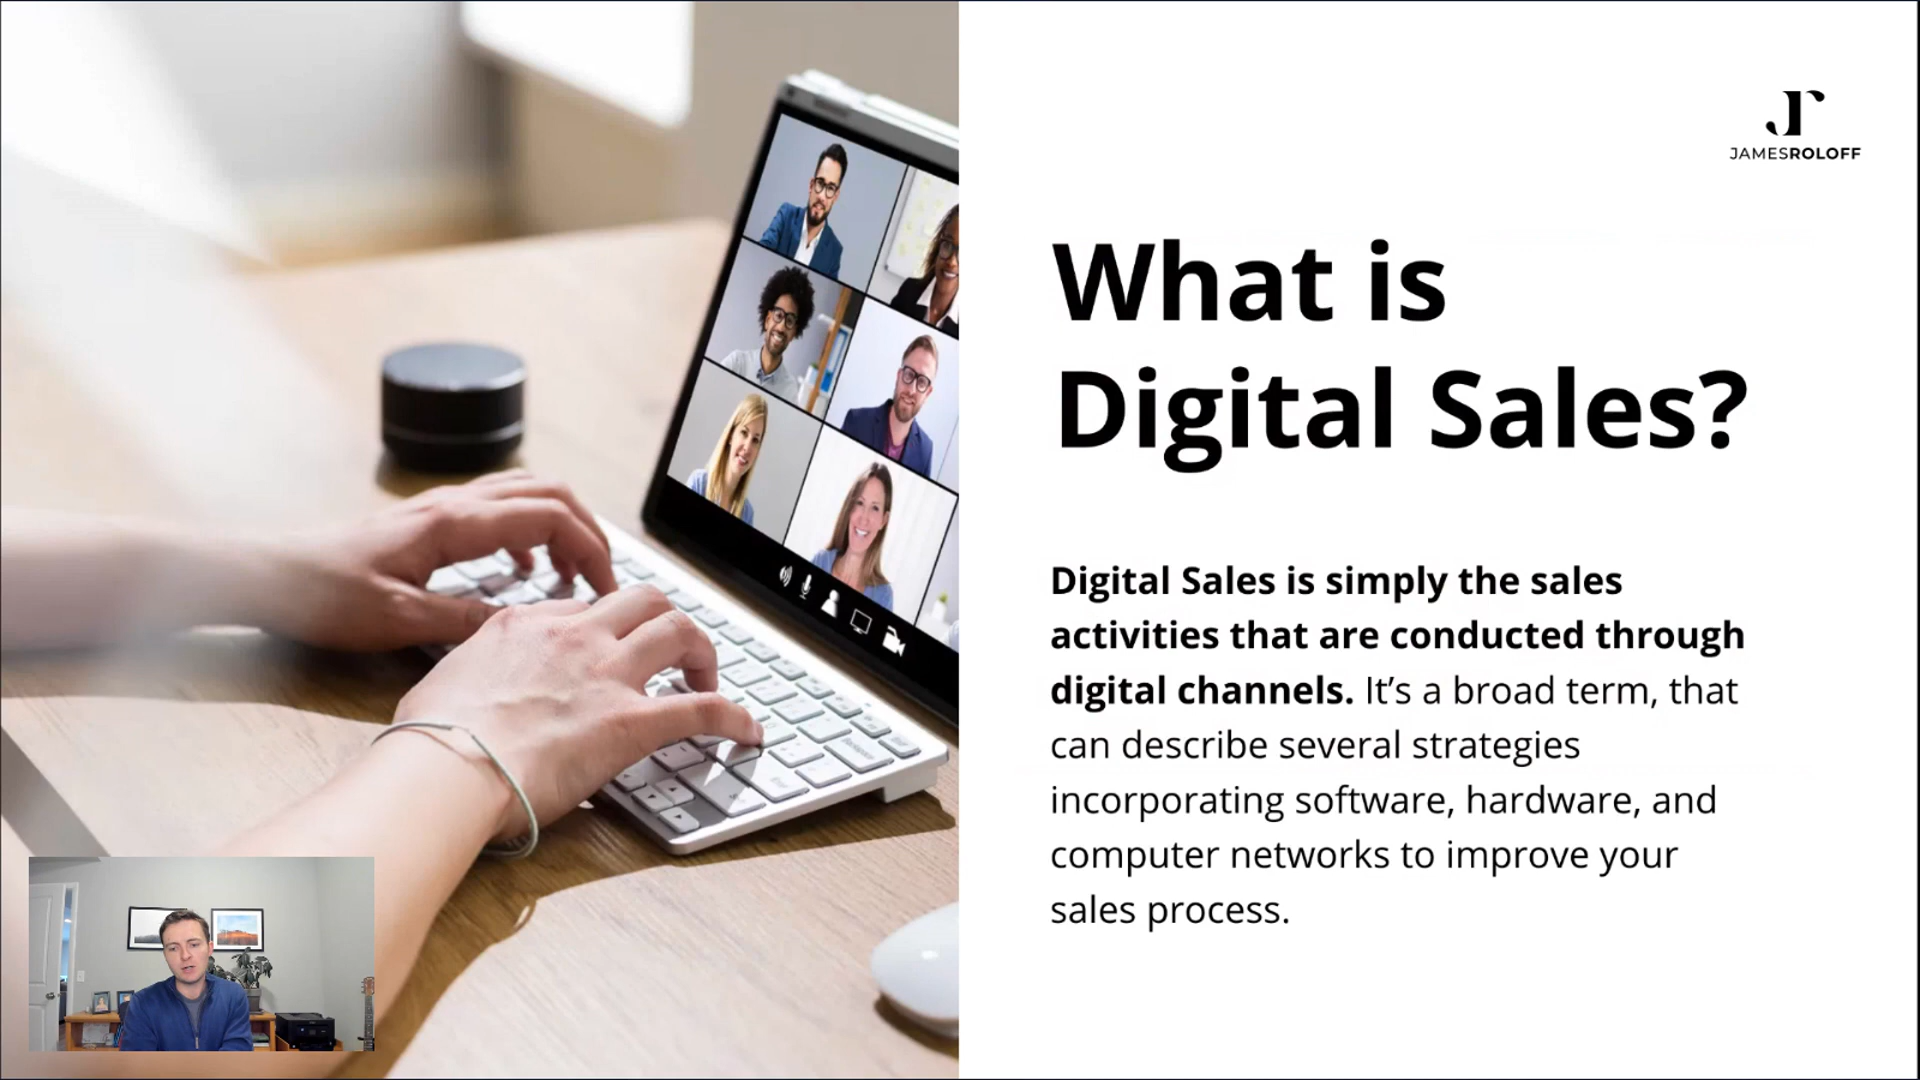 Jr
JAMESROLOFF
What is
Digital Sales?
Digital Sales is simply the sales
activities that are conducted through
digital channels. It’s a broad term, that
can describe several strategies
incorporating software, hardware, and
computer networks to improve your
sales process.